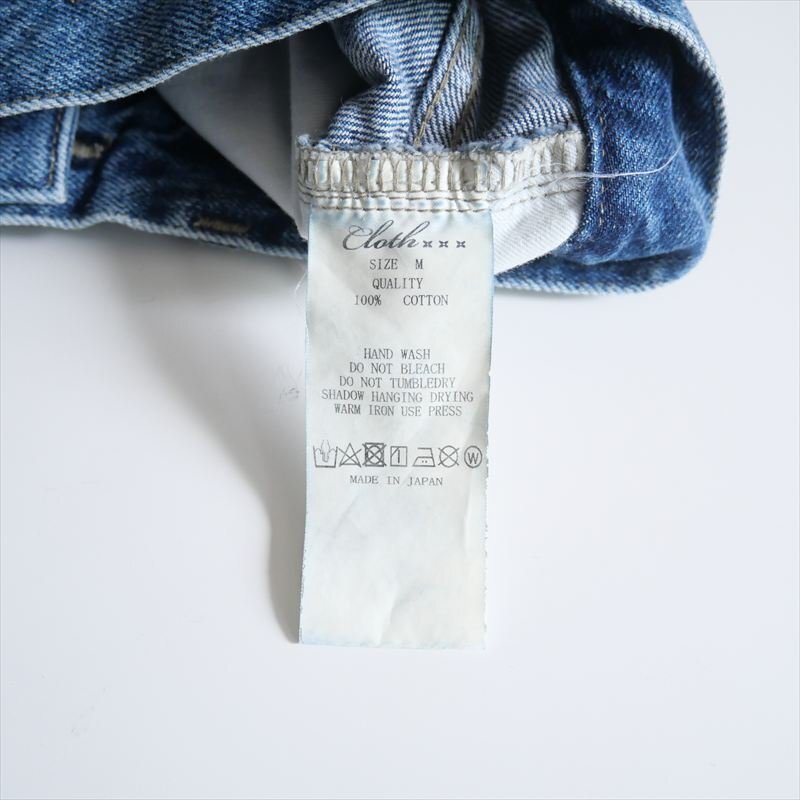 Cloth×××
SIZE M
QUALITY
100% COTTON
HAND WASH
DO NOT BLEACH
DO NOT TUMBLEDRY
SHADOW HANGING DRYING
WARM IRON USE PRESS
W
MADE IN JAPAN